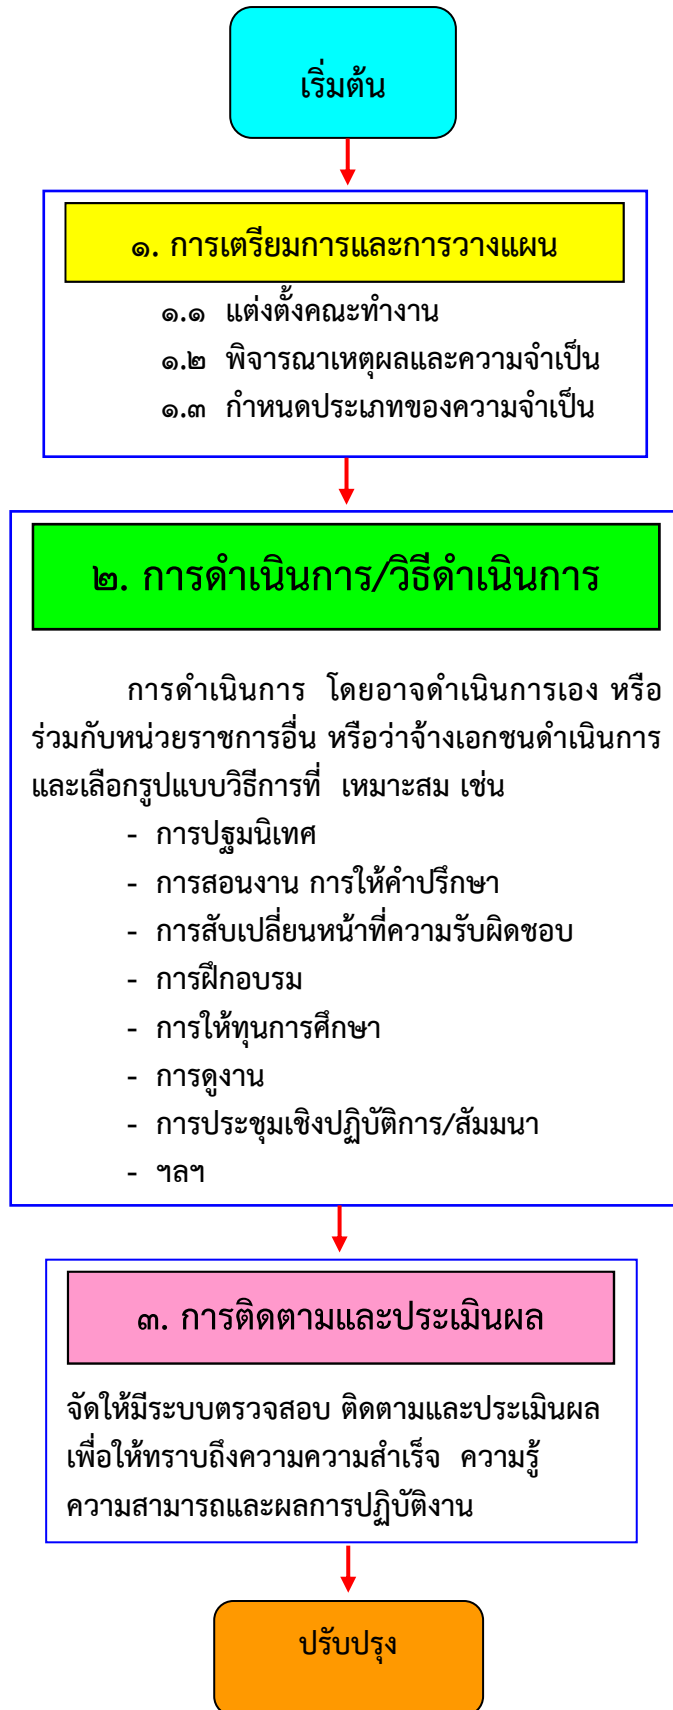 เริ่มต้น
๑. การเตรียมการและการวางแผน
๑.๑ แต่งตั้งคณะทำงาน
๑.๒ พิจารณาเหตุผลและความจำเป็น
๑.๓ กำหนดประเภทของความจำเป็น
๒. การดำเนินการ/วิธีดำเนินการ
การดำเนินการ โดยอาจดำเนินการเอง หรือ
ร่วมกับหน่วยราชการอื่น หรือว่าจ้างเอกชนดำเนินการ
และเลือกรูปแบบวิธีการที่ เหมาะสม เช่น
- การปฐมนิเทศ
- การสอนงาน การให้คำปรึกษา
- การสับเปลี่ยนหน้าที่ความรับผิดชอบ
- การฝึกอบรม
- การให้ทุนการศึกษา
- การดูงาน
- การประชุมเชิงปฏิบัติการ/สัมมนา
- ฯลฯ
๓. การติดตามและประเมินผล
จัดให้มีระบบตรวจสอบ ติดตามและประเมินผล
เพื่อให้ทราบถึงความความสำเร็จ ความรู้
ความสามารถและผลการปฏิบัติงาน
ปรับปรุง